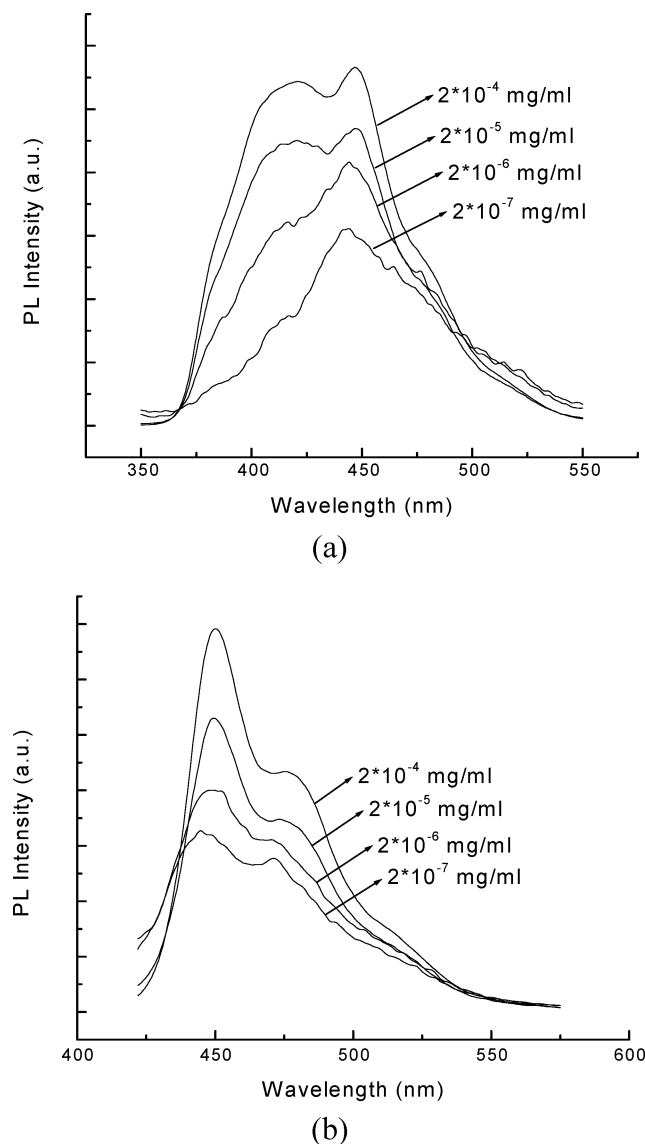 PL Intensity (a.u.)
2*10⁻⁴ mg/ml
2*10⁻⁵ mg/ml
2*10⁻⁶ mg/ml
2*10⁻⁷ mg/ml
350 400 450 500 550
Wavelength (nm)
(a)
PL Intensity (a.u.)
2*10⁻⁴ mg/ml
2*10⁻⁵ mg/ml
2*10⁻⁶ mg/ml
2*10⁻⁷ mg/ml
400 450 500 550 600
Wavelength (nm)
(b)